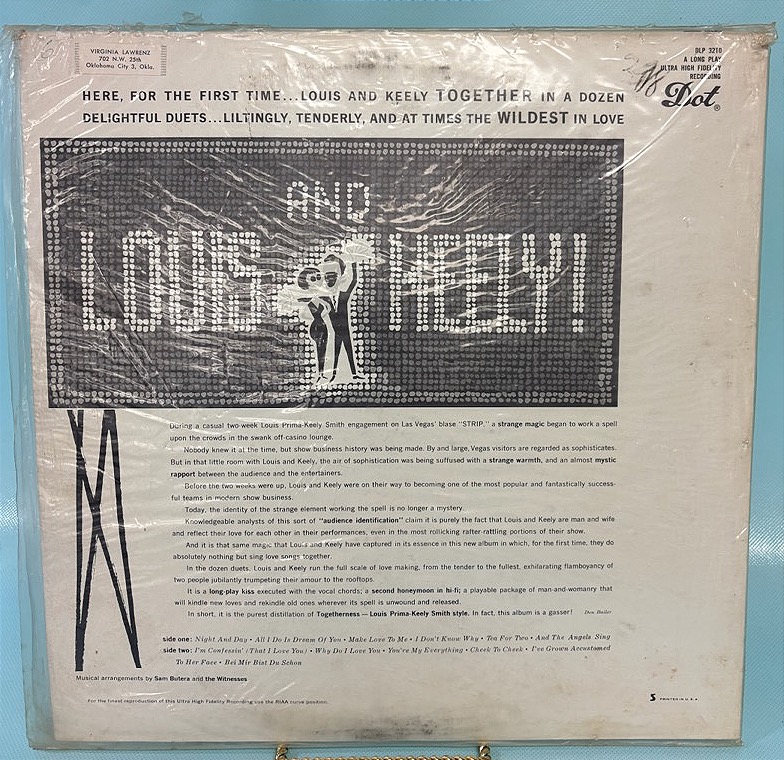 VIRGINIA LAWRENZ
702 N.W. 25th
Oklahoma City 3, Okla.
DLP 3210
A LONG PLAY
ULTRA HIGH FIDELITY
RECORDING
Dot®
HERE, FOR THE FIRST TIME...LOUIS AND KEELY TOGETHER IN A DOZEN
DELIGHTFUL DUETS...LILTINGLY, TENDERLY, AND AT TIMES THE WILDEST IN LOVE
AND
LOUIS KEELY!
During a casual two-week Louis Prima-Keely Smith engagement on Las Vegas' blase "STRIP," a strange magic began to work a spell
upon the crowds in the swank off-casino lounge.
Nobody knew it at the time, but show business history was being made. By and large, Vegas visitors are regarded as sophisticates.
But in that little room with Louis and Keely, the air of sophistication was being suffused with a strange warmth, and an almost mystic
rapport between the audience and the entertainers.
Before the two weeks were up, Louis and Keely were on their way to becoming one of the most popular and fantastically success-
ful teams in modern show business.
Today, the identity of the strange element working the spell is no longer a mystery.
Knowledgeable analysts of this sort of "audience identification" claim it is purely the fact that Louis and Keely are man and wife
and reflect their love for each other in their performances, even in the most rollicking rafter-rattling portions of their show.
And it is that same magic that Louis and Keely have captured in its essence in this new album in which, for the first time, they do
absolutely nothing but sing love songs together.
In the dozen duets, Louis and Keely run the full scale of love making, from the tender to the fullest, exhilarating flamboyancy of
two people jubilantly trumpeting their amour to the rooftops.
It is a long-play kiss executed with the vocal chords; a second honeymoon in hi-fi; a playable package of man-and-womanry that
will kindle new loves and rekindle old ones wherever its spell is unwound and released.
In short, it is the purest distillation of Togetherness—Louis Prima-Keely Smith style. In fact, this album is a gasser! Don Bailer
side one: Night And Day • All I Do Is Dream Of You • Make Love To Me • I Don't Know Why • Tea For Two • And The Angels Sing
side two: I'm Confessin' (That I Love You) • Why Do I Love You • You're My Everything • Cheek To Cheek • I've Grown Accustomed
To Her Face • Bei Mir Bist Du Schon
Musical arrangements by Sam Butera and the Witnesses
For the finest reproduction of this Ultra High Fidelity Recording use the RIAA curve position.
S PRINTED IN U.S.A.